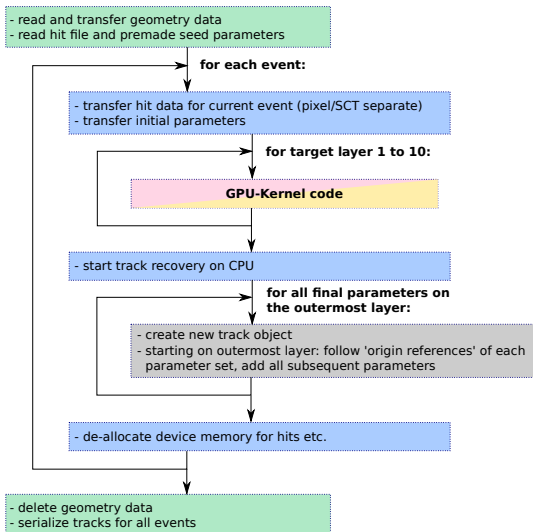 - read and transfer geometry data
- read hit file and premade seed parameters
for each event:
- transfer hit data for current event (pixel/SCT separate)
- transfer initial parameters
for target layer 1 to 10:
GPU-Kernel code
- start track recovery on CPU
for all final parameters on
the outermost layer:
- create new track object
- starting on outermost layer: follow 'origin references' of each
parameter set, add all subsequent parameters
- de-allocate device memory for hits etc.
- delete geometry data
- serialize tracks for all events